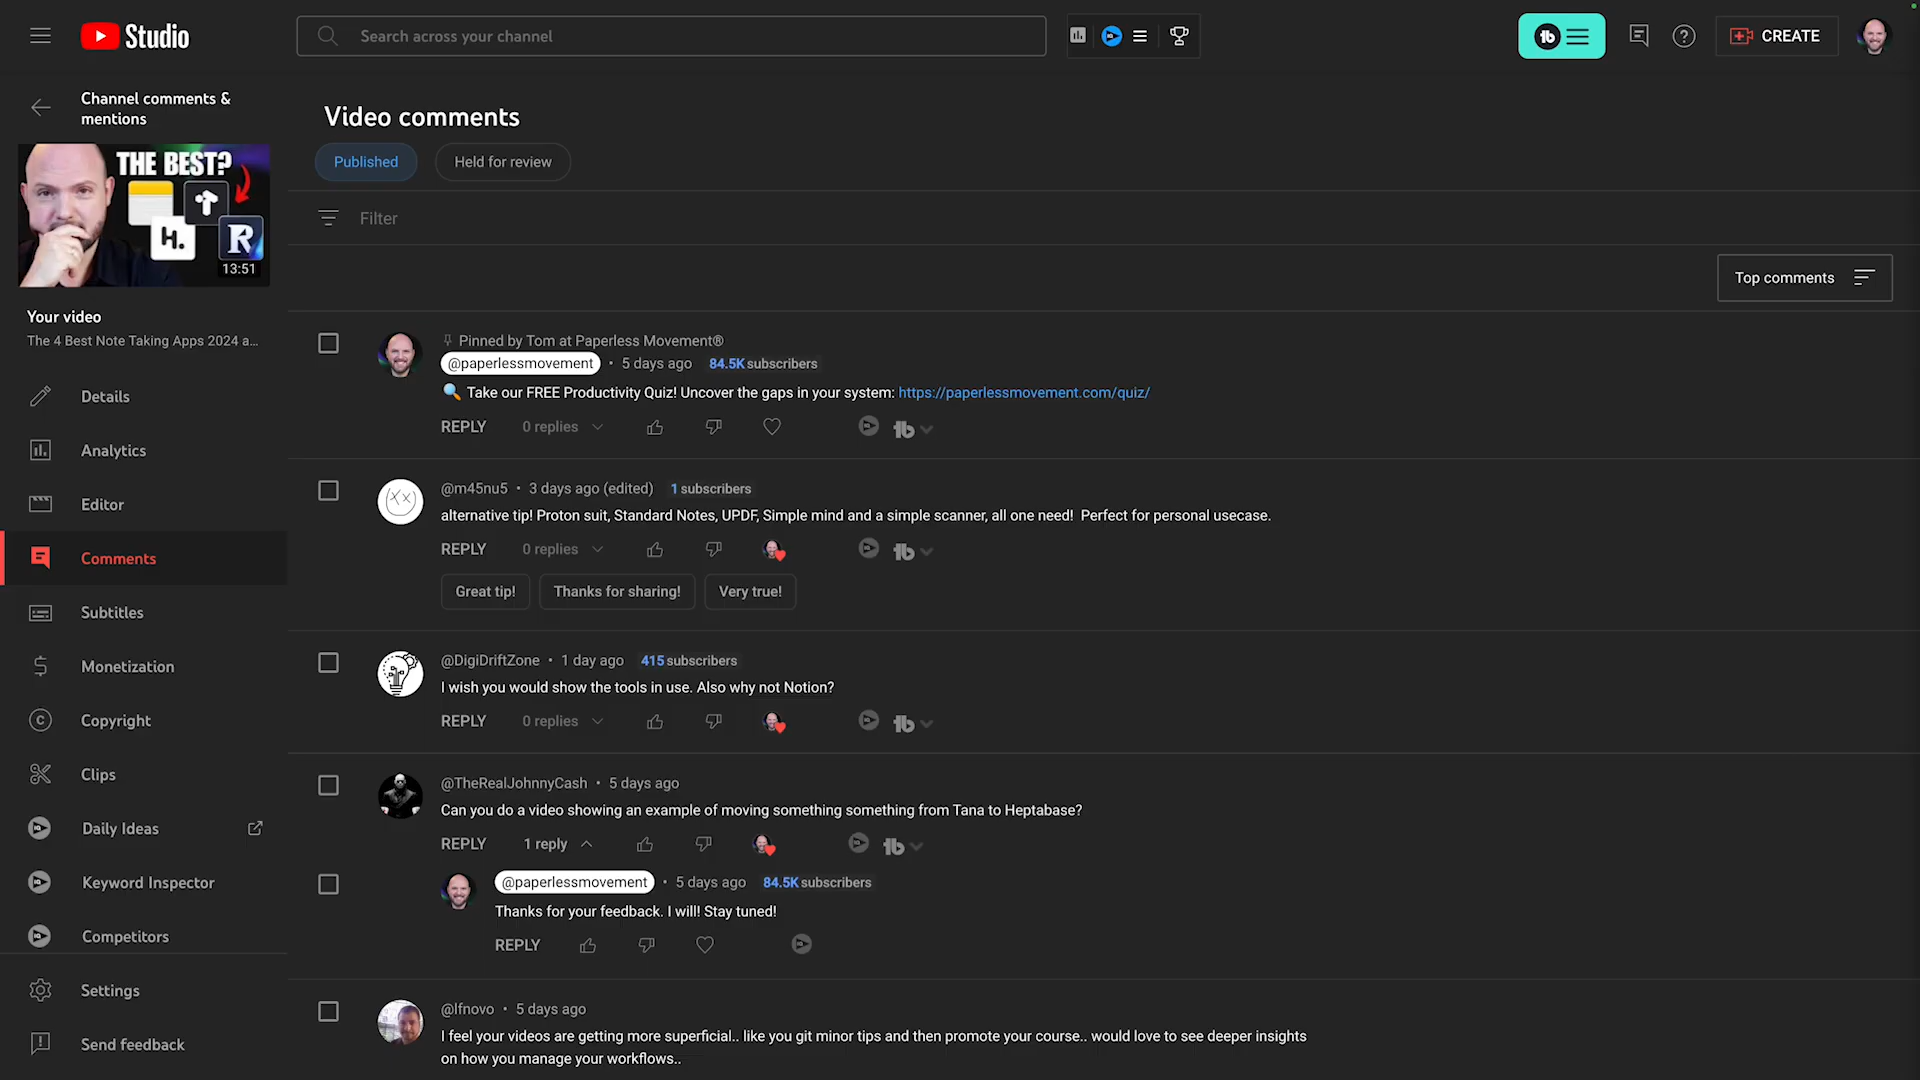 Studio
Search across your channel
CREATE
Channel comments &
mentions
THE BEST?
H.
R
13:51
Your video
The 4 Best Note Taking Apps 2024 a...
Details
Analytics
Editor
Comments
Subtitles
Monetization
Copyright
Clips
Daily Ideas
Keyword Inspector
Competitors
Settings
Send feedback
Video comments
Published
Held for review
Filter
Top comments
Pinned by Tom at Paperless Movement®
@paperlessmovement • 5 days ago 84.5K subscribers
🔍 Take our FREE Productivity Quiz! Uncover the gaps in your system: https://paperlessmovement.com/quiz/
REPLY 0 replies
@m45nu5 • 3 days ago (edited) 1 subscribers
alternative tip! Proton suit, Standard Notes, UPDF, Simple mind and a simple scanner, all one need! Perfect for personal usecase.
REPLY 0 replies
Great tip! Thanks for sharing! Very true!
@DigiDriftZone • 1 day ago 415 subscribers
I wish you would show the tools in use. Also why not Notion?
REPLY 0 replies
@TheRealJohnnyCash • 5 days ago
Can you do a video showing an example of moving something something from Tana to Heptabase?
REPLY 1 reply
@paperlessmovement • 5 days ago 84.5K subscribers
Thanks for your feedback. I will! Stay tuned!
REPLY
@lfnovo • 5 days ago
I feel your videos are getting more superficial.. like you git minor tips and then promote your course.. would love to see deeper insights
on how you manage your workflows..